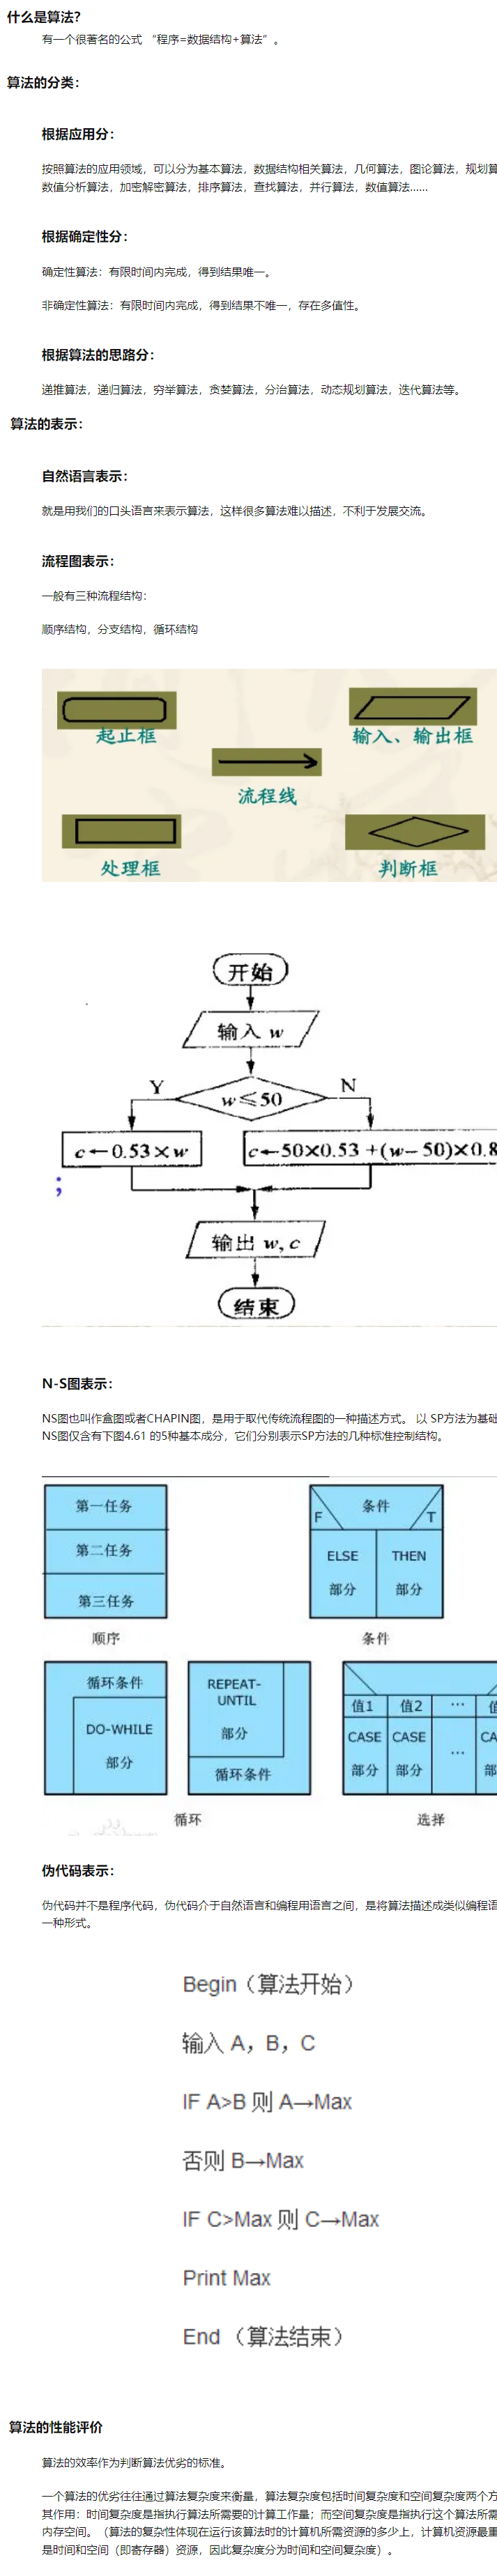 什么是算法?
有一个很著名的公式 “程序=数据结构+算法”。
算法的分类：
根据应用分：
按照算法的应用领域，可以分为基本算法，数据结构相关算法，几何算法，图论算法，规划算
数值分析算法，加密解密算法，排序算法，查找算法，并行算法，数值算法......
根据确定性分：
确定性算法：有限时间内完成，得到结果唯一。
非确定性算法：有限时间内完成，得到结果不唯一，存在多值性。
根据算法的思路分：
递推算法，递归算法，穷举算法，贪婪算法，分治算法，动态规划算法，迭代算法等。
算法的表示：
自然语言表示：
就是用我们的口头语言来表示算法，这样很多算法难以描述，不利于发展交流。
流程图表示：
一般有三种流程结构：
顺序结构，分支结构，循环结构
起止框
输入、输出框
流程线
处理框
判断框
开始
输入 w
Y
w≤50
N
c←0.53×w
c←50×0.53 +(w-50)×0.8
;
输出 w, c
结束
N-S图表示：
NS图也叫作盒图或者CHAPIN图，是用于取代传统流程图的一种描述方式。 以 SP方法为基础
NS图仅含有下图4.61 的5种基本成分，它们分别表示SP方法的几种标准控制结构。
第一任务
第二任务
第三任务
顺序
条件
F
T
ELSE
部分
THEN
部分
条件
循环条件
DO-WHILE
部分
REPEAT-
UNTIL
部分
循环条件
循环
值1
值2
...
CASE
部分
CASE
部分
...
CA
选择
伪代码表示：
伪代码并不是程序代码，伪代码介于自然语言和编程用语言之间，是将算法描述成类似编程语
一种形式。
Begin（算法开始）
输入 A，B，C
IF A>B 则 A→Max
否则 B→Max
IF C>Max 则 C→Max
Print Max
End （算法结束）
算法的性能评价
算法的效率作为判断算法优劣的标准。
一个算法的优劣往往通过算法复杂度来衡量，算法复杂度包括时间复杂度和空间复杂度两个方
其作用：时间复杂度是指执行算法所需要的计算工作量；而空间复杂度是指执行这个算法所需
内存空间。（算法的复杂性体现在运行该算法时的计算机所需资源的多少上，计算机资源最重
是时间和空间（即寄存器）资源，因此复杂度分为时间和空间复杂度）。